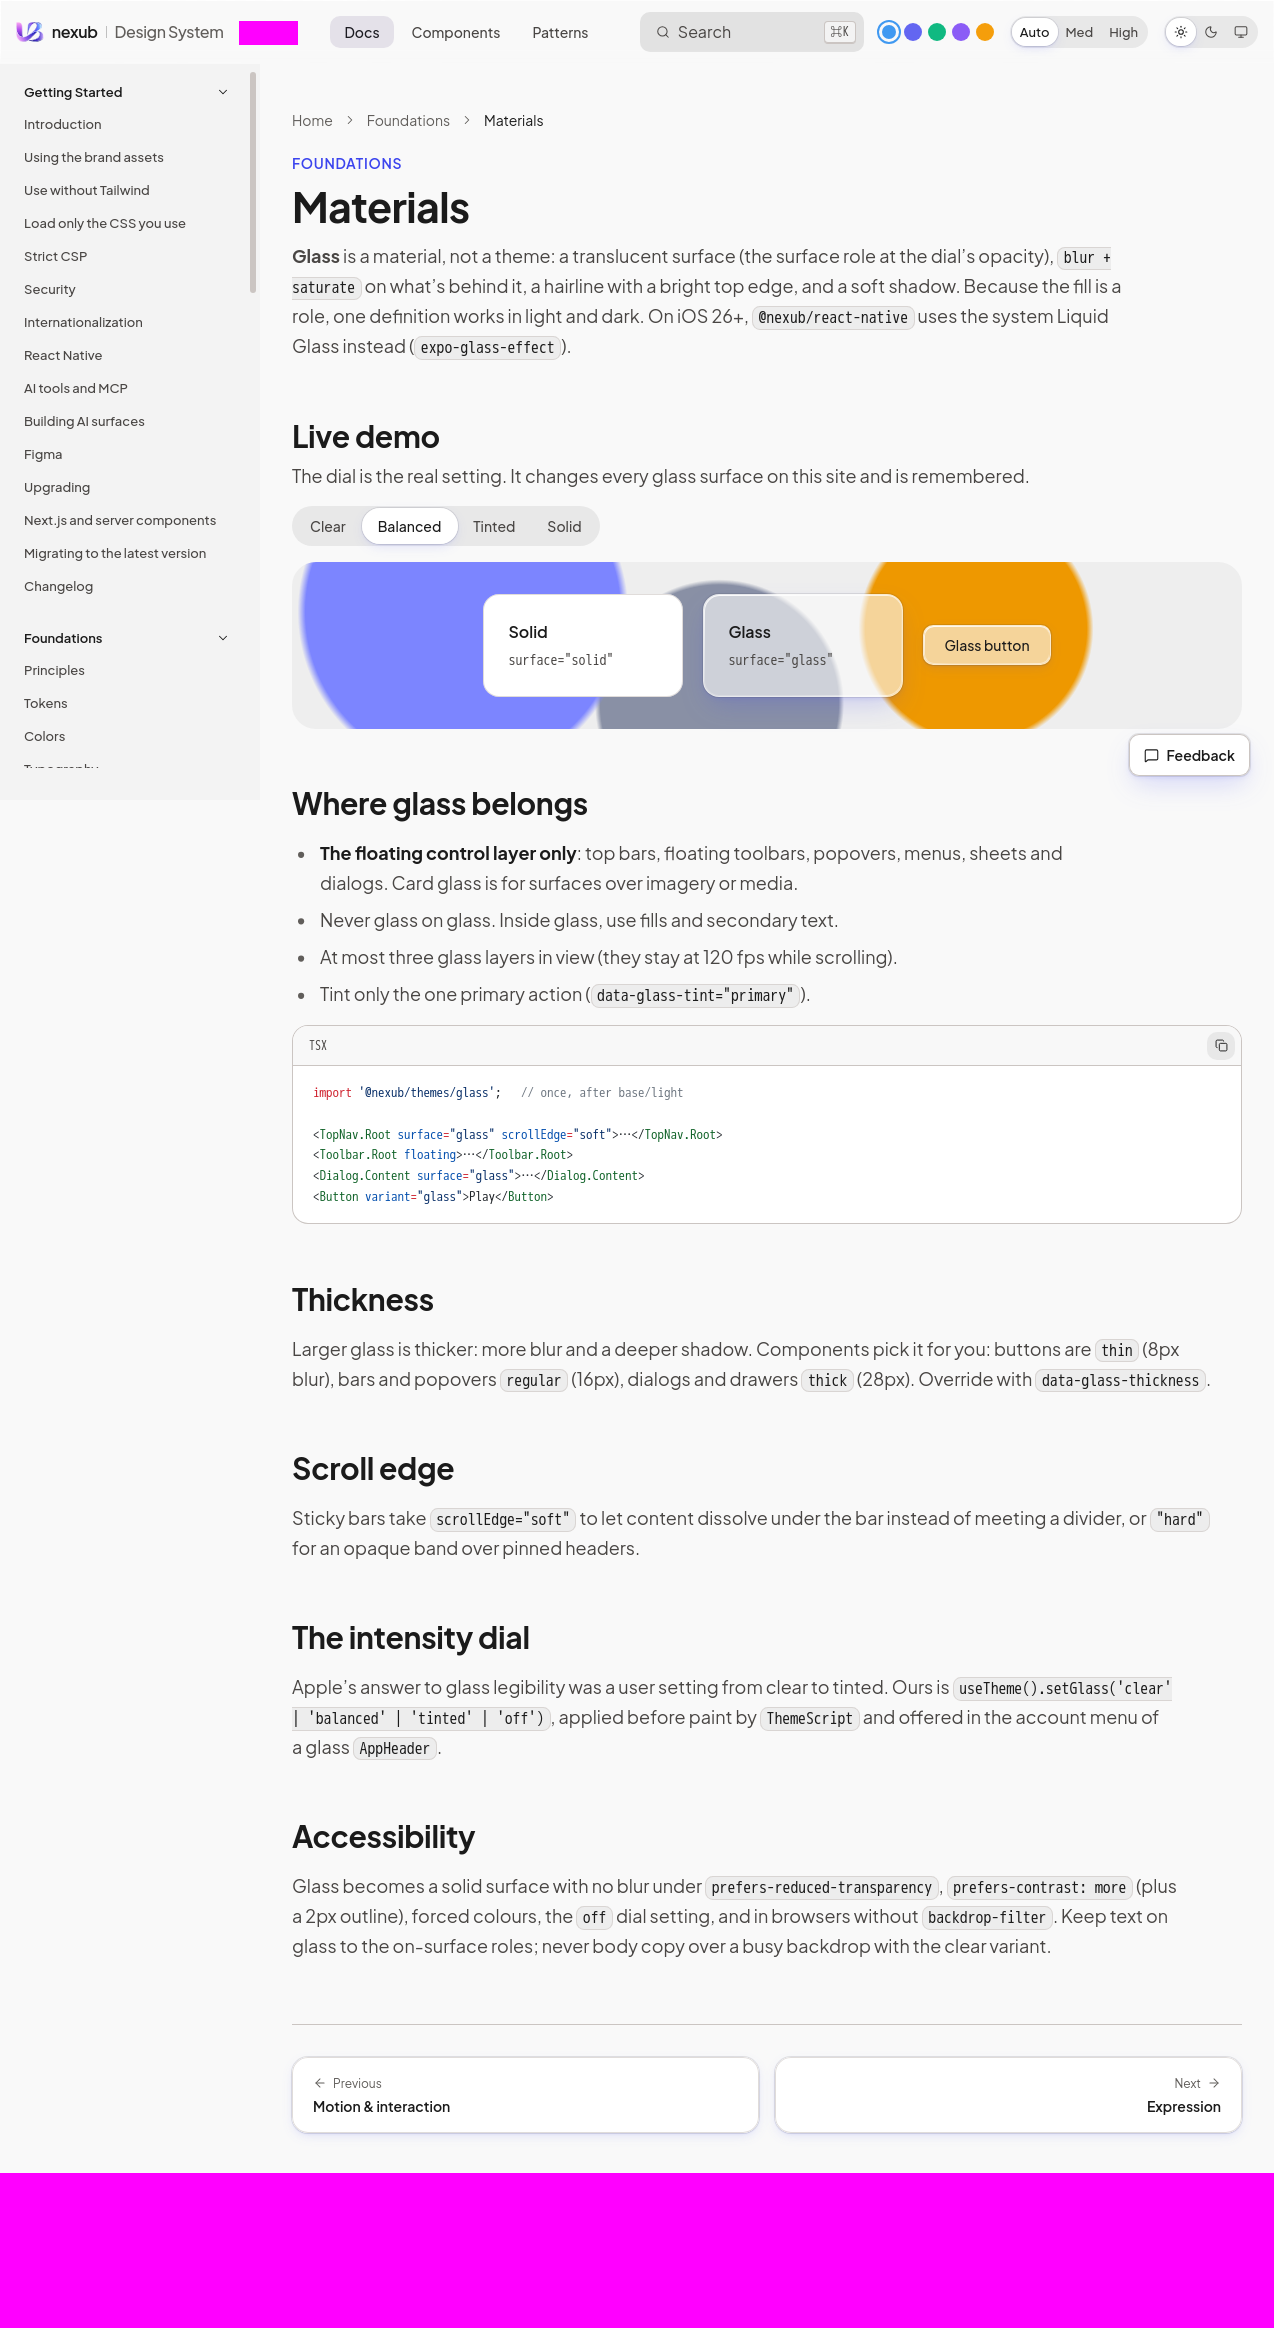 nexub | Design System
Docs
Components
Patterns
Search
⌘K
Auto
Med
High
Getting Started
Introduction
Using the brand assets
Use without Tailwind
Load only the CSS you use
Strict CSP
Security
Internationalization
React Native
AI tools and MCP
Building AI surfaces
Figma
Upgrading
Next.js and server components
Migrating to the latest version
Changelog
Foundations
Principles
Tokens
Colors
Typography
Home > Foundations > Materials
FOUNDATIONS
Materials
Glass is a material, not a theme: a translucent surface (the surface role at the dial’s opacity), blur +
saturate on what’s behind it, a hairline with a bright top edge, and a soft shadow. Because the fill is a
role, one definition works in light and dark. On iOS 26+, @nexub/react-native uses the system Liquid
Glass instead (expo-glass-effect).
Live demo
The dial is the real setting. It changes every glass surface on this site and is remembered.
Clear
Balanced
Tinted
Solid
Solid
surface="solid"
Glass
surface="glass"
Glass button
Feedback
Where glass belongs
• The floating control layer only: top bars, floating toolbars, popovers, menus, sheets and
dialogs. Card glass is for surfaces over imagery or media.
• Never glass on glass. Inside glass, use fills and secondary text.
• At most three glass layers in view (they stay at 120 fps while scrolling).
• Tint only the one primary action (data-glass-tint="primary").
TSX
import '@nexub/themes/glass';   // once, after base/light
<TopNav.Root surface="glass" scrollEdge="soft">…</TopNav.Root>
<Toolbar.Root floating>…</Toolbar.Root>
<Dialog.Content surface="glass">…</Dialog.Content>
<Button variant="glass">Play</Button>
Thickness
Larger glass is thicker: more blur and a deeper shadow. Components pick it for you: buttons are thin (8px
blur), bars and popovers regular (16px), dialogs and drawers thick (28px). Override with data-glass-thickness.
Scroll edge
Sticky bars take scrollEdge="soft" to let content dissolve under the bar instead of meeting a divider, or "hard"
for an opaque band over pinned headers.
The intensity dial
Apple’s answer to glass legibility was a user setting from clear to tinted. Ours is useTheme().setGlass('clear'
| 'balanced' | 'tinted' | 'off'), applied before paint by ThemeScript and offered in the account menu of
a glass AppHeader.
Accessibility
Glass becomes a solid surface with no blur under prefers-reduced-transparency, prefers-contrast: more (plus
a 2px outline), forced colours, the off dial setting, and in browsers without backdrop-filter. Keep text on
glass to the on-surface roles; never body copy over a busy backdrop with the clear variant.
Previous
Motion & interaction
Next
Expression